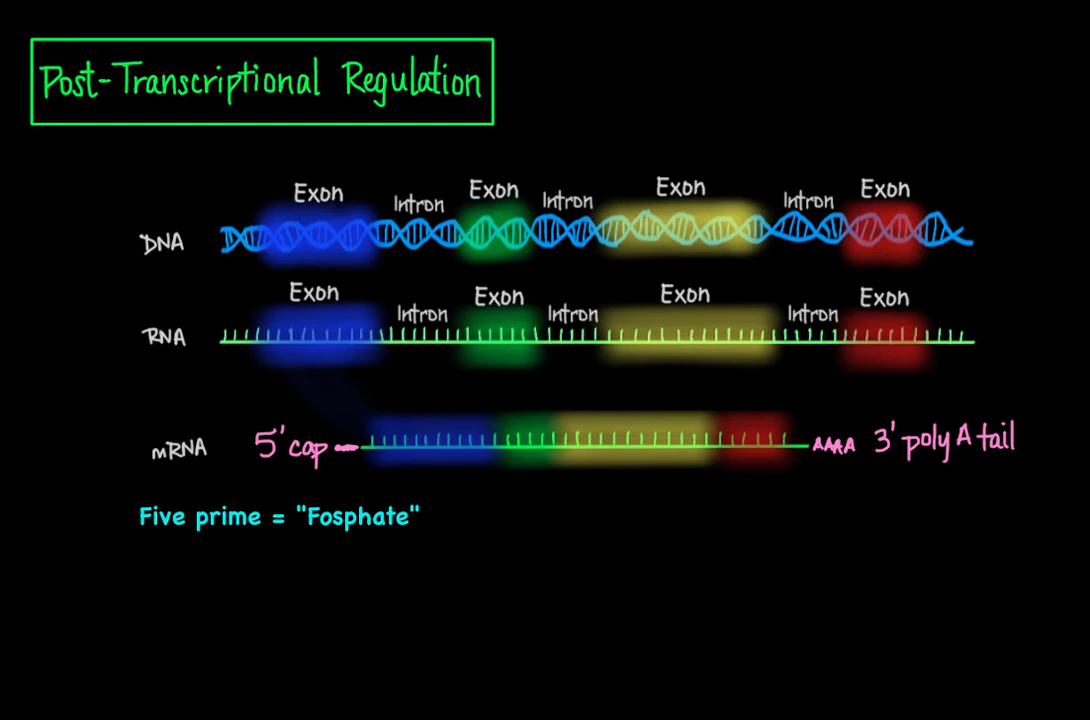 Post-Transcriptional Regulation
Exon Intron Exon Intron Exon Intron Exon
DNA
Exon Intron Exon Intron Exon Intron Exon
RNA
mRNA 5' cap AAAA 3' poly A tail
Five prime = "Fosphate"